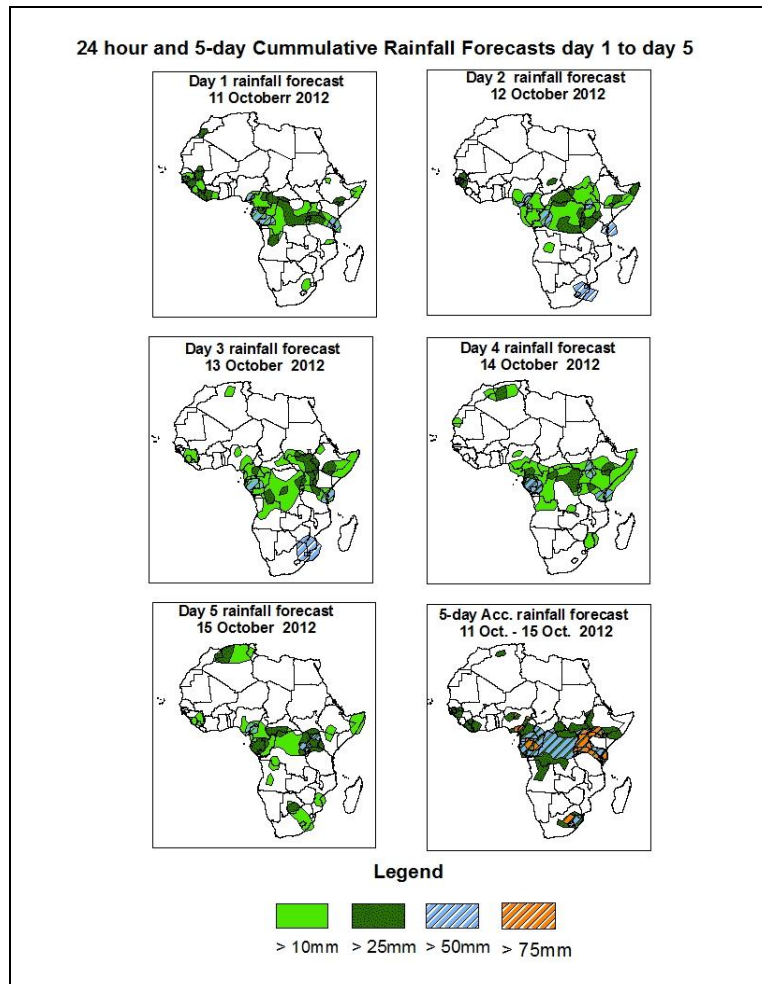 24 hour and 5-day Cummulative Rainfall Forecasts day 1 to day 5
Day 1 rainfall forecast
11 Octoberr 2012
Day 2 rainfall forecast
12 October 2012
Day 3 rainfall forecast
13 October 2012
Day 4 rainfall forecast
14 October 2012
Day 5 rainfall forecast
15 October 2012
5-day Acc. rainfall forecast
11 Oct. - 15 Oct. 2012
Legend
> 10mm > 25mm > 50mm > 75mm